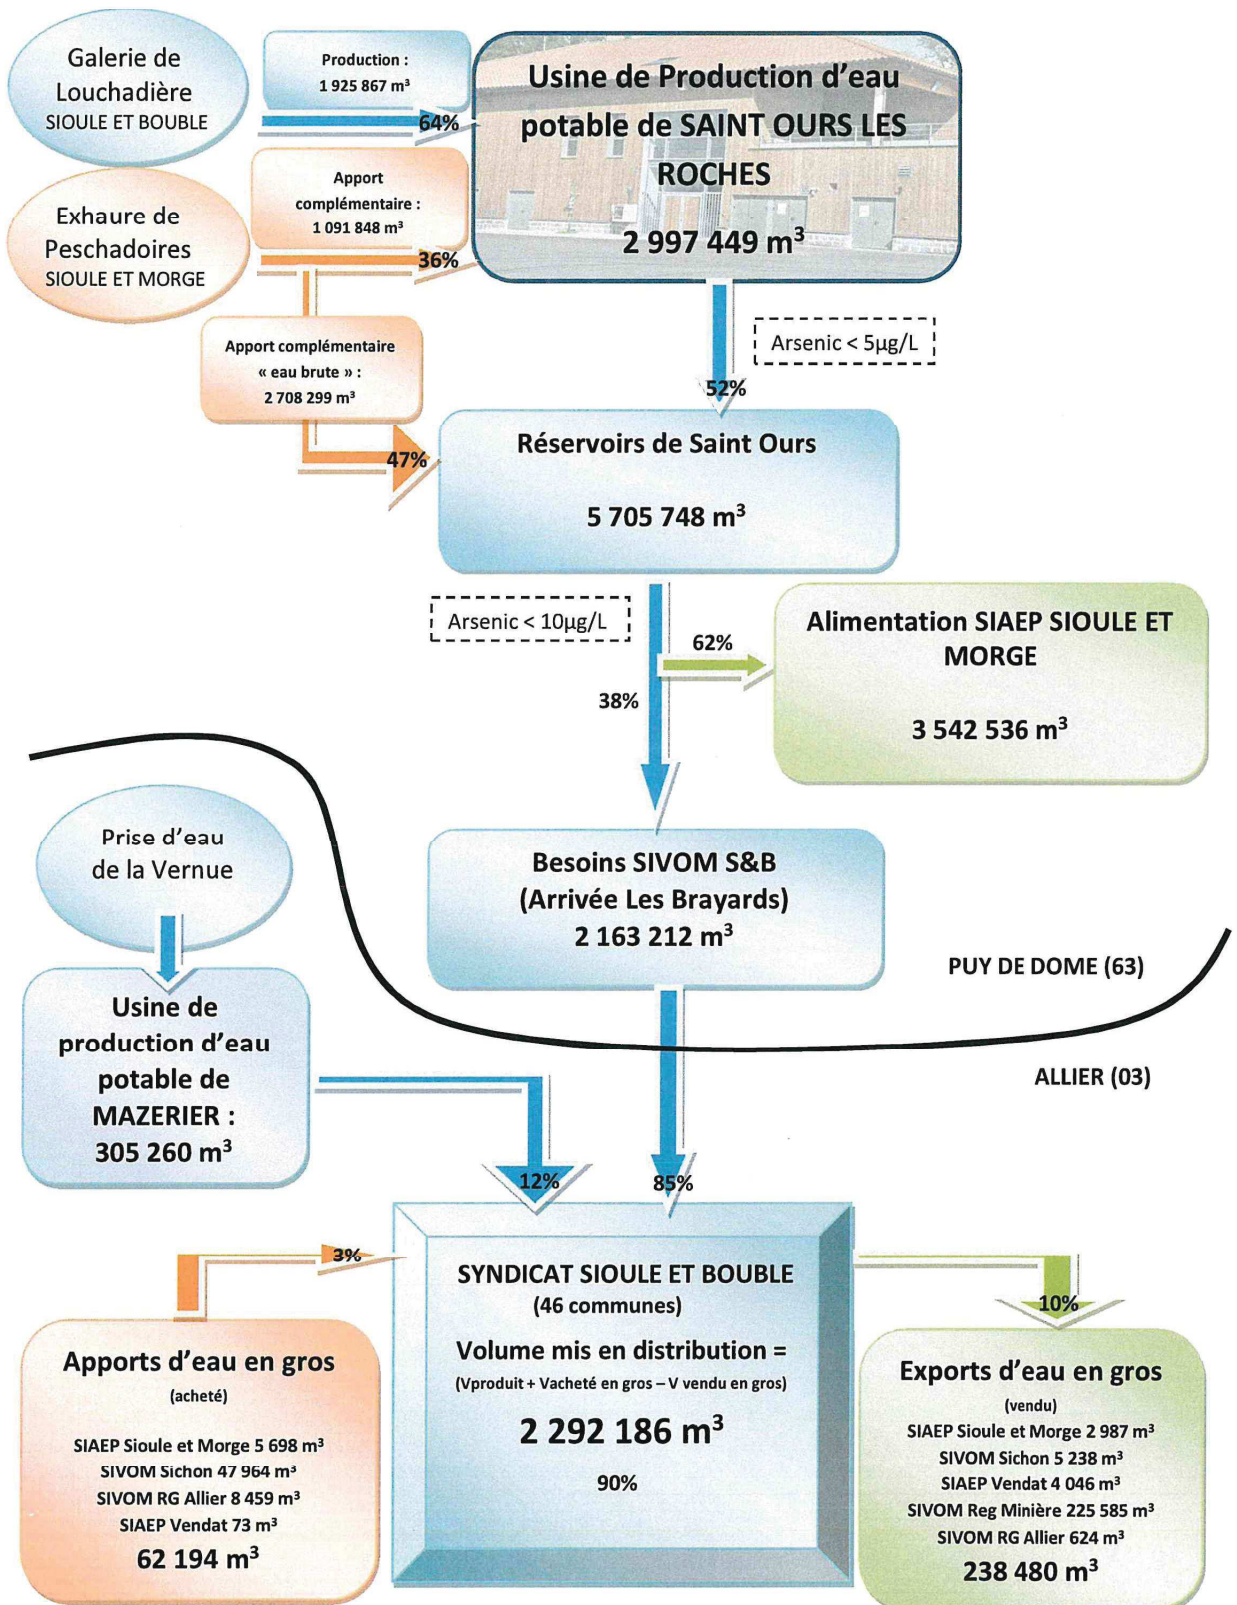 Galerie de
Louchadière
SIOULE ET BOUBLE
Production :
1 925 867 m³
64%
Usine de Production d'eau
potable de SAINT OURS LES
ROCHES
2 997 449 m³
Exhaure de
Peschadoires
SIOULE ET MORGE
Apport
complémentaire :
1 091 848 m³
36%
Apport complémentaire
« eau brute » :
2 708 299 m³
47%
Arsenic < 5µg/L
52%
Réservoirs de Saint Ours
5 705 748 m³
Arsenic < 10µg/L
62%
38%
Alimentation SIAEP SIOULE ET
MORGE
3 542 536 m³
Prise d'eau
de la Vernue
Besoins SIVOM S&B
(Arrivée Les Brayards)
2 163 212 m³
PUY DE DOME (63)
ALLIER (03)
Usine de
production d'eau
potable de
MAZERIER :
305 260 m³
12%
85%
3%
10%
SYNDICAT SIOULE ET BOUBLE
(46 communes)
Volume mis en distribution =
(Vproduit + Vacheté en gros – V vendu en gros)
2 292 186 m³
90%
Apports d'eau en gros
(acheté)
SIAEP Sioule et Morge 5 698 m³
SIVOM Sichon 47 964 m³
SIVOM RG Allier 8 459 m³
SIAEP Vendat 73 m³
62 194 m³
Exports d'eau en gros
(vendu)
SIAEP Sioule et Morge 2 987 m³
SIVOM Sichon 5 238 m³
SIAEP Vendat 4 046 m³
SIVOM Reg Minière 225 585 m³
SIVOM RG Allier 624 m³
238 480 m³